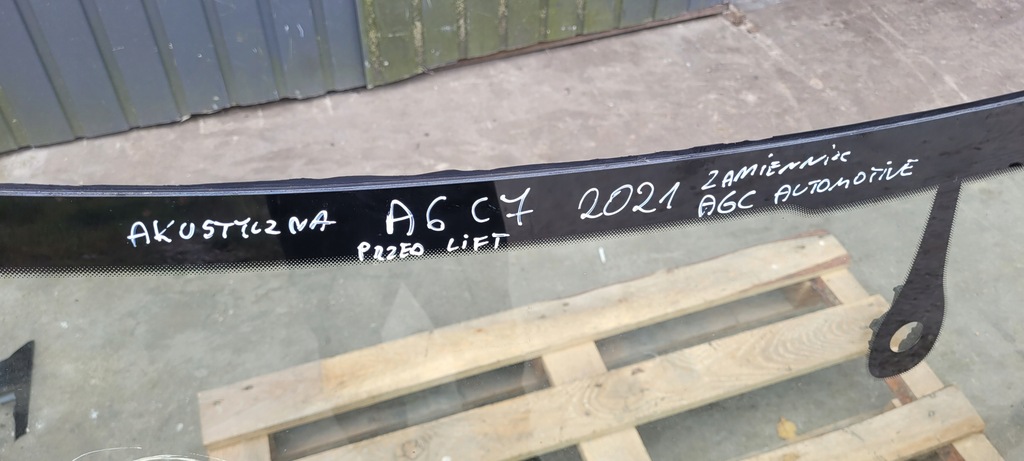 AKUSTYCZNA A6 C7 2021 ZAMIENNIK
PRZED LIFT AGC AUTOMOTIVE